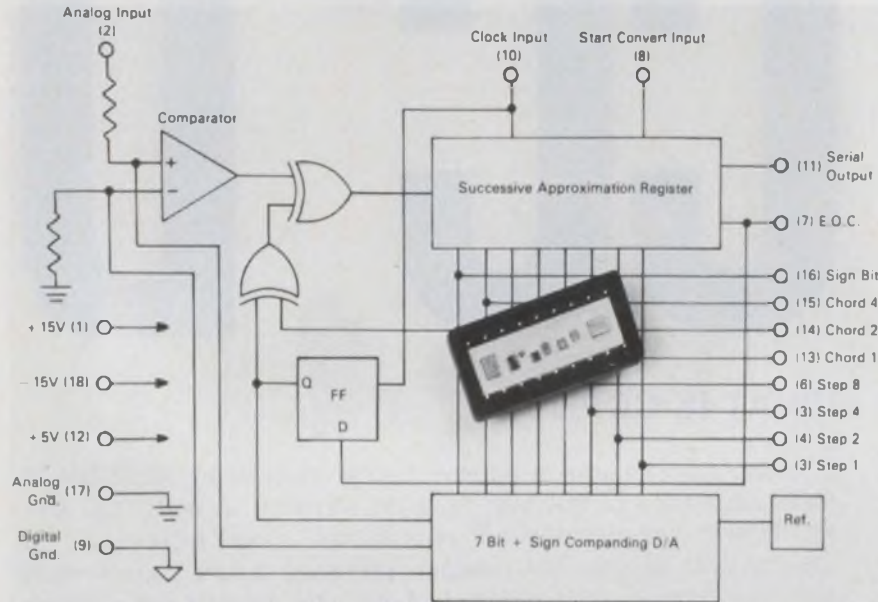 Analog Input
(2)
Clock Input
(10)
Start Convert Input
(8)
Comparator
+
−
Successive Approximation Register
(11) Serial
Output
(7) E.O.C.
(16) Sign Bit
(15) Chord 4
(14) Chord 2
(13) Chord 1
(6) Step 8
(3) Step 4
(4) Step 2
(3) Step 1
+ 15V (1)
− 15V (18)
+ 5V (12)
Analog (17)
Gnd.
Digital (9)
Gnd.
Q
FF
D
7 Bit + Sign Companding D/A
Ref.